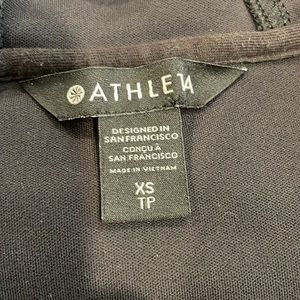 ATHLETA
DESIGNED IN
SAN FRANCISCO
CONÇU À
SAN FRANCISCO
MADE IN VIETNAM
XS
TP